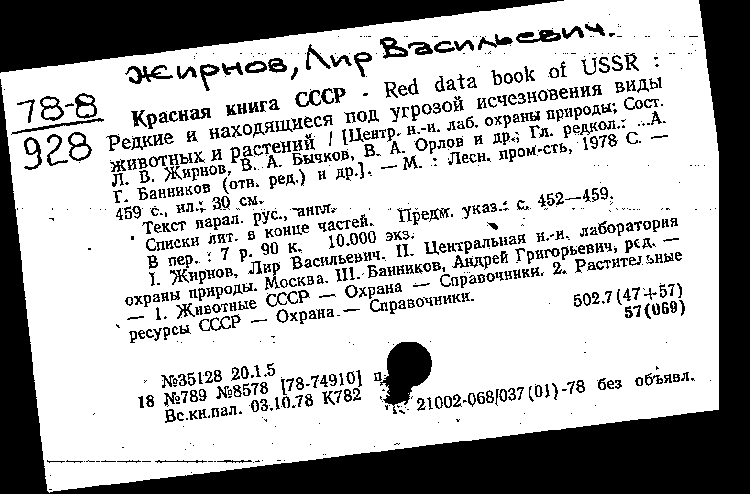 Жирнов, Лир Васильевич.
78-8
928
Красная книга СССР - Red data book of USSR :
Редкие и находящиеся под угрозой исчезновения виды
животных и растений / [Центр. н.-и. лаб. охраны природы; Сост.
Л. В. Жирнов, В. А. Бычков, В. А. Орлов и др.; Гл. редкол.: ...А.
Г. Банников (отв. ред.) и др.]. — М. : Лесн. пром-сть, 1978 С. —
459 с., ил.; 30 см.
Текст парал. рус., англ.
Списки лит. в конце частей. Предм. указ.: с. 452—459.
В пер. : 7 р. 90 к. 10.000 экз.
I. Жирнов, Лир Васильевич. II. Центральная н.-и. лаборатория
охраны природы. Москва. III. Банников, Андрей Григорьевич, ред. —
— 1. Животные СССР — Охрана — Справочники. 2. Растительные
ресурсы СССР — Охрана. — Справочники.
502.7(47+57)
57(069)
№35128 20.1.5
18 №789 №8578 [78-74910] п
Вс.кн.пал. 03.10.78 К782
21002-068/037(01)-78 без объявл.